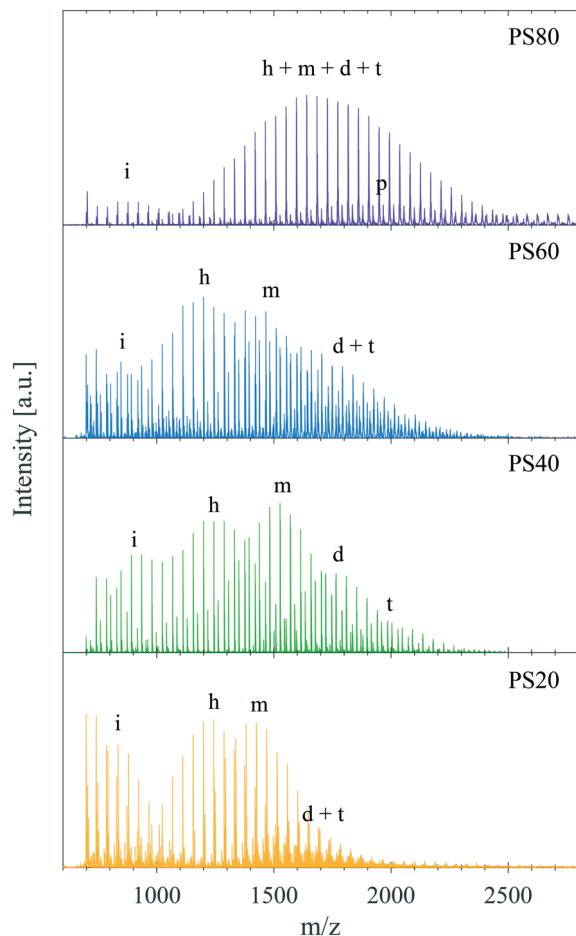 PS80
h + m + d + t
i
p
PS60
h
m
i
d + t
PS40
m
h
i
d
t
PS20
h
m
i
d + t
Intensity [a.u.]
1000 1500 2000 2500
m/z